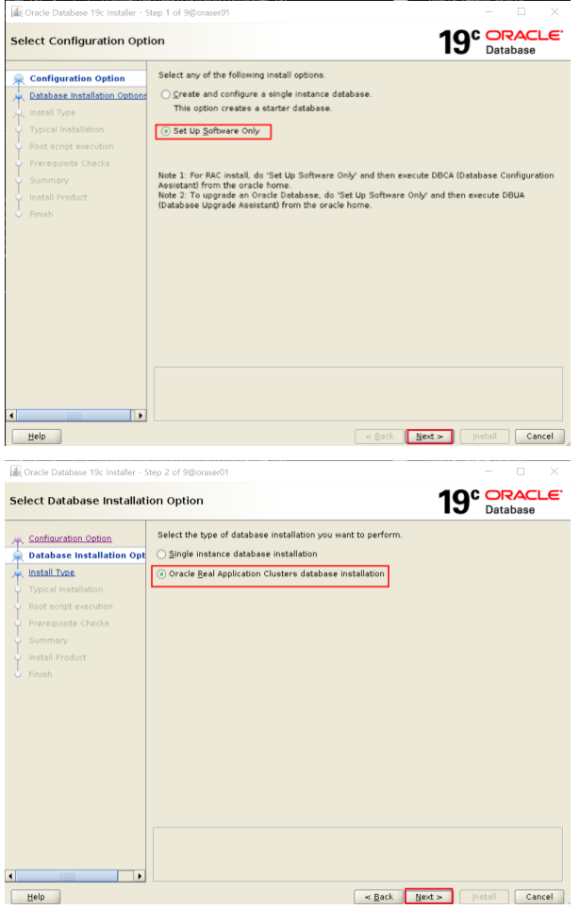 Oracle Database 19c Installer - Step 1 of 9@oraser01
Select Configuration Option
19c ORACLE
Database
Configuration Option
Database Installation Options
Install Type
Typical Installation
Root script execution
Prerequisite Checks
Summary
Install Product
Finish
Select any of the following install options.
Create and configure a single instance database.
This option creates a starter database.
Set Up Software Only
Note 1: For RAC install, do 'Set Up Software Only' and then execute DBCA (Database Configuration
Assistant) from the oracle home.
Note 2: To upgrade an Oracle Database, do 'Set Up Software Only' and then execute DBUA
(Database Upgrade Assistant) from the oracle home.
Help
< Back
Next >
Install
Cancel
Oracle Database 19c Installer - Step 2 of 9@oraser01
Select Database Installation Option
19c ORACLE
Database
Configuration Option
Database Installation Opt
Install Type
Typical Installation
Root script execution
Prerequisite Checks
Summary
Install Product
Finish
Select the type of database installation you want to perform.
Single instance database installation
Oracle Real Application Clusters database installation
Help
< Back
Next >
Install
Cancel